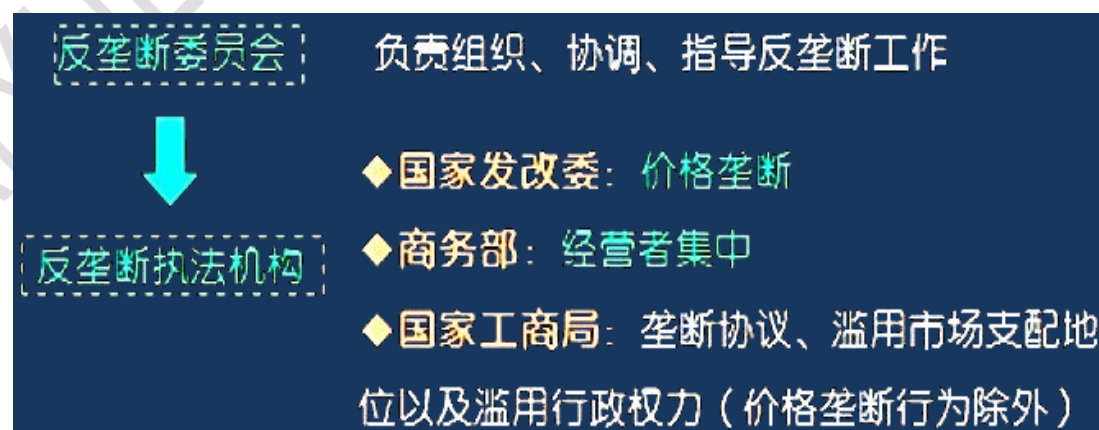 反垄断委员会 负责组织、协调、指导反垄断工作
◆国家发改委：价格垄断
◆商务部：经营者集中
反垄断执法机构
◆国家工商局：垄断协议、滥用市场支配地
位以及滥用行政权力（价格垄断行为除外）